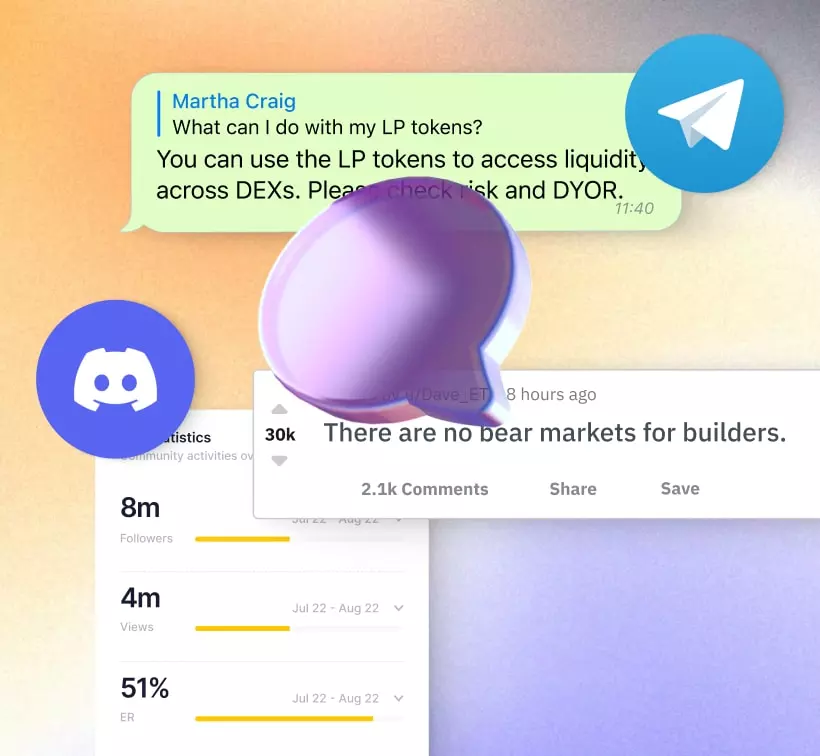 Martha Craig
What can I do with my LP tokens?
You can use the LP tokens to access liquidity
across DEXs. Please check risk and DYOR.
11:40
8 hours ago
30k
There are no bear markets for builders.
2.1k Comments
Share
Save
Community activities
8m
Jul 22 - Aug 22
Followers
4m
Jul 22 - Aug 22
Views
51%
Jul 22 - Aug 22
ER